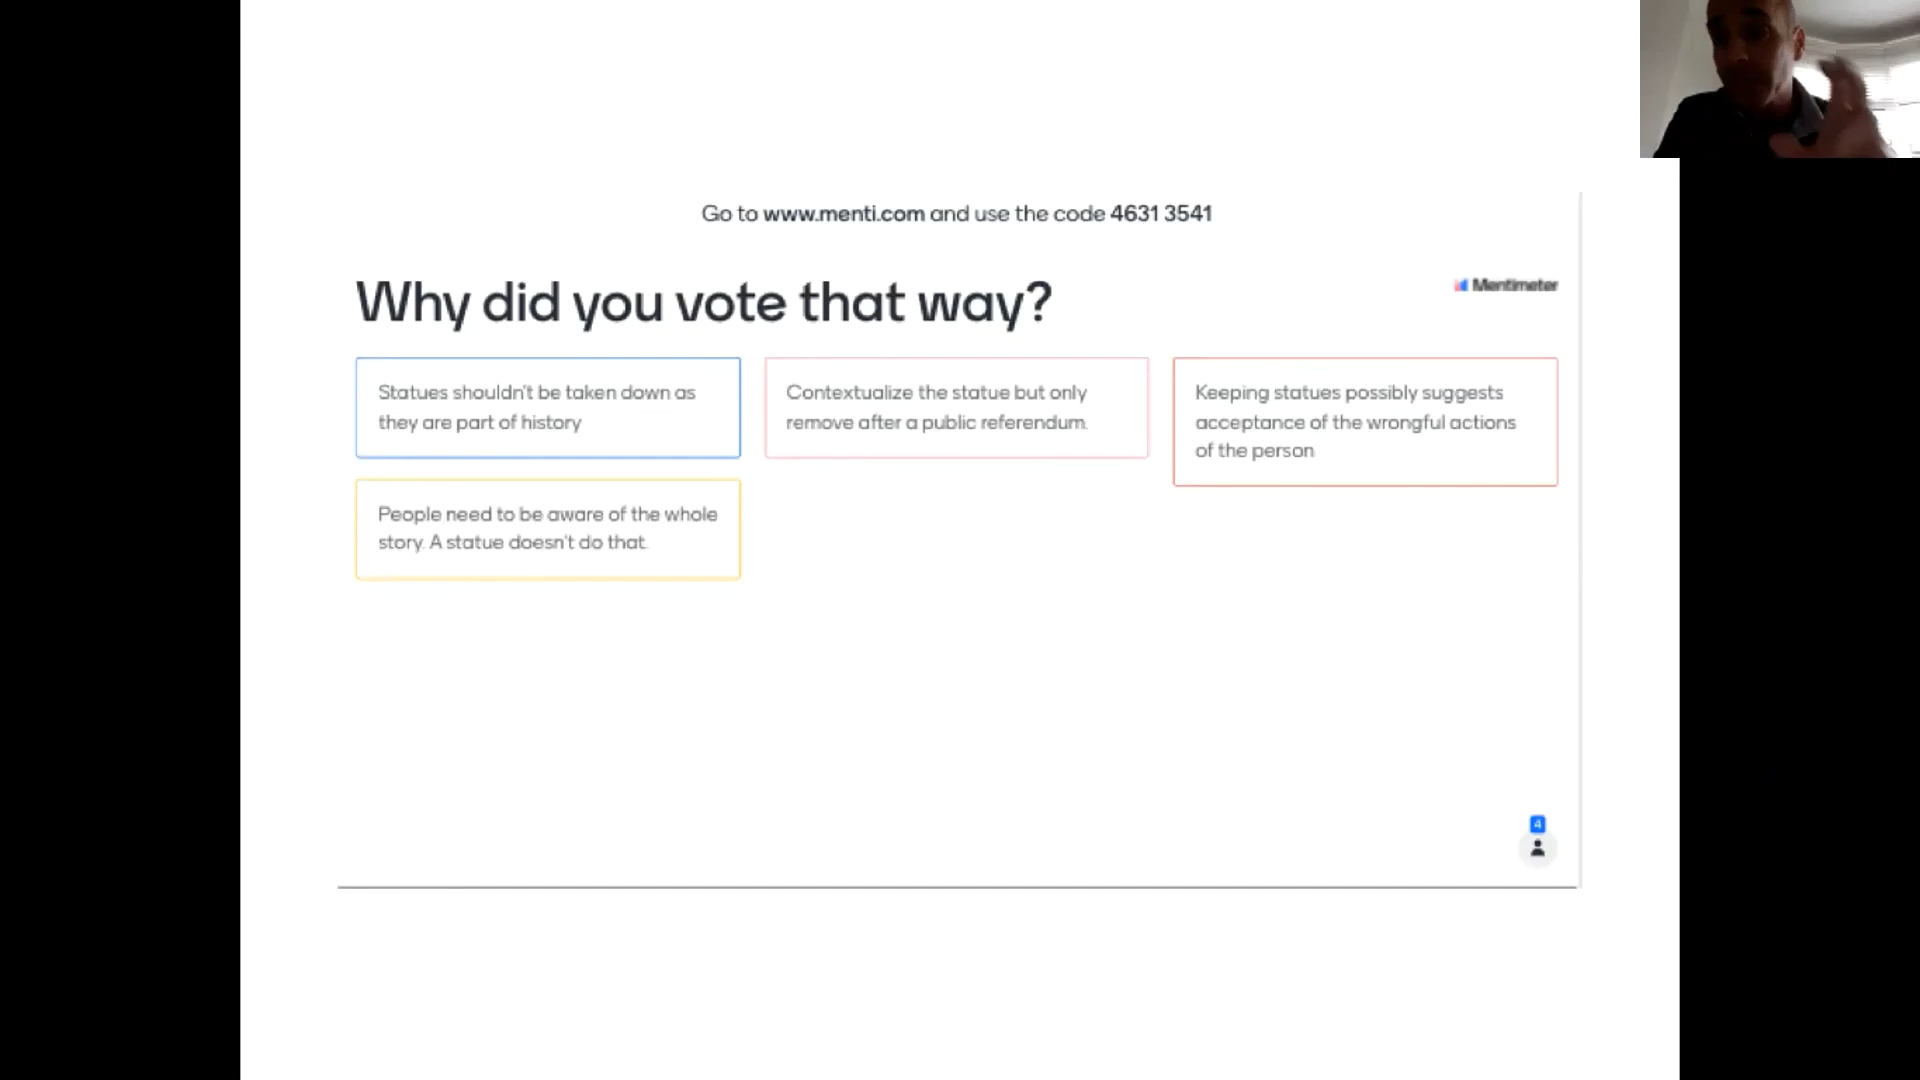 Go to www.menti.com and use the code 4631 3541
Why did you vote that way?
Mentimeter
Statues shouldn't be taken down as
they are part of history
Contextualize the statue but only
remove after a public referendum.
Keeping statues possibly suggests
acceptance of the wrongful actions
of the person
People need to be aware of the whole
story. A statue doesn't do that.
4